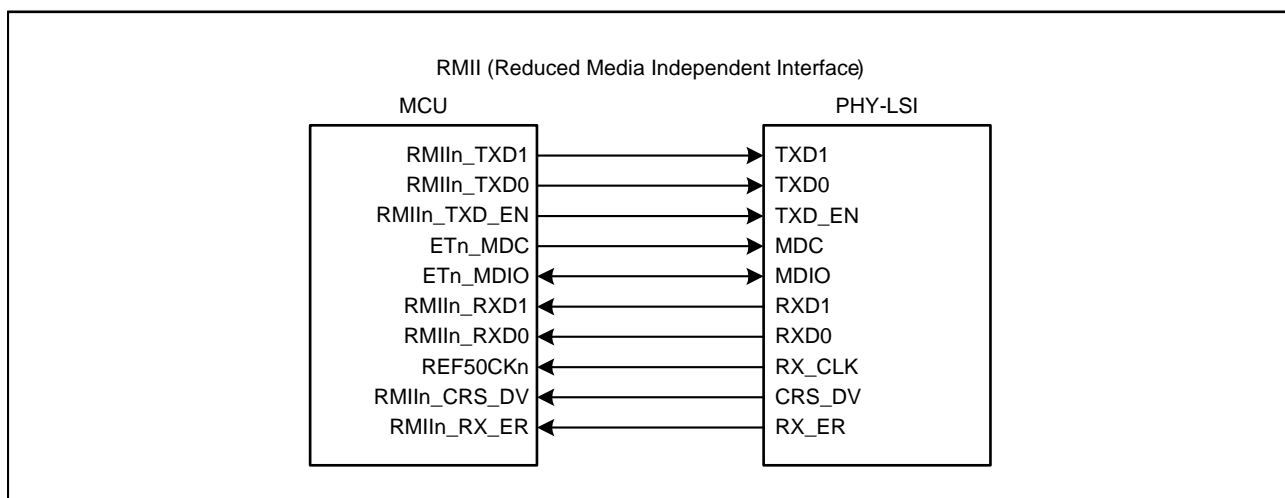 RMII (Reduced Media Independent Interface)
MCU PHY-LSI
RMIIn_TXD1 TXD1
RMIIn_TXD0 TXD0
RMIIn_TXD_EN TXD_EN
ETn_MDC MDC
ETn_MDIO MDIO
RMIIn_RXD1 RXD1
RMIIn_RXD0 RXD0
REF50CKn RX_CLK
RMIIn_CRS_DV CRS_DV
RMIIn_RX_ER RX_ER